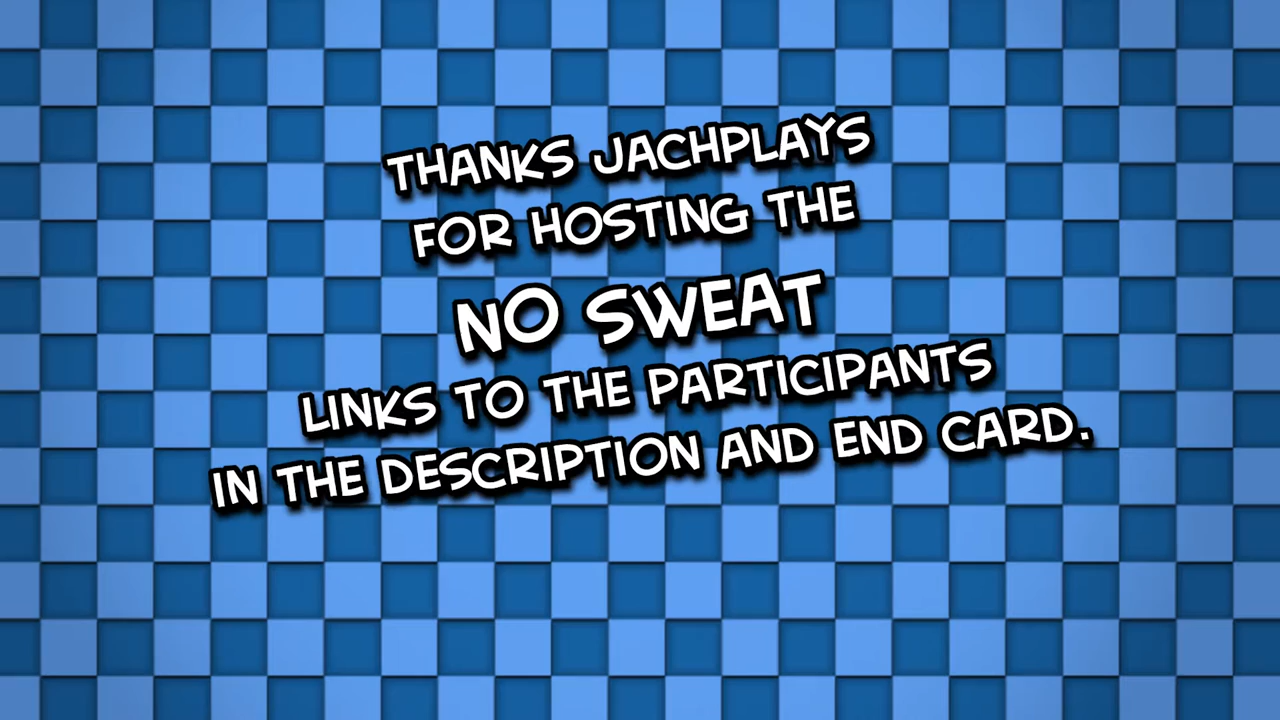 THANKS JACHPLAYS
FOR HOSTING THE
NO SWEAT
LINKS TO THE PARTICIPANTS
IN THE DESCRIPTION AND END CARD.